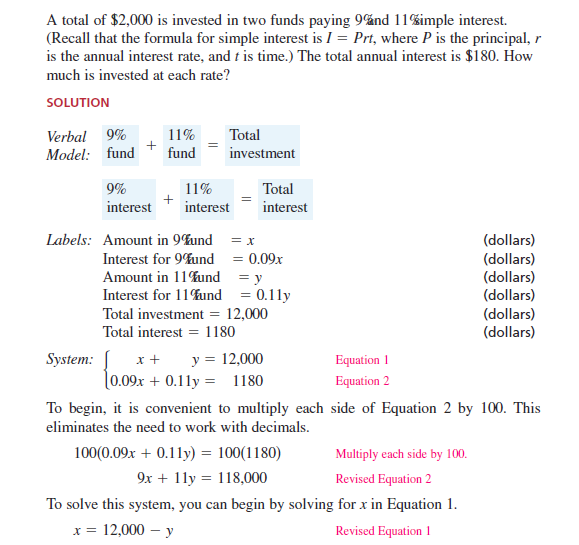 A total of $2,000 is invested in two funds paying 9%and 11%simple interest.
(Recall that the formula for simple interest is I = Prt, where P is the principal, r
is the annual interest rate, and t is time.) The total annual interest is $180. How
much is invested at each rate?
SOLUTION
Verbal Model: 9% fund + 11% fund = Total investment
9% interest + 11% interest = Total interest
Labels: Amount in 9%fund = x (dollars)
Interest for 9%fund = 0.09x (dollars)
Amount in 11%fund = y (dollars)
Interest for 11%fund = 0.11y (dollars)
Total investment = 12,000 (dollars)
Total interest = 1180 (dollars)
System: { x + y = 12,000 Equation 1
0.09x + 0.11y = 1180 Equation 2
To begin, it is convenient to multiply each side of Equation 2 by 100. This
eliminates the need to work with decimals.
100(0.09x + 0.11y) = 100(1180) Multiply each side by 100.
9x + 11y = 118,000 Revised Equation 2
To solve this system, you can begin by solving for x in Equation 1.
x = 12,000 − y Revised Equation 1